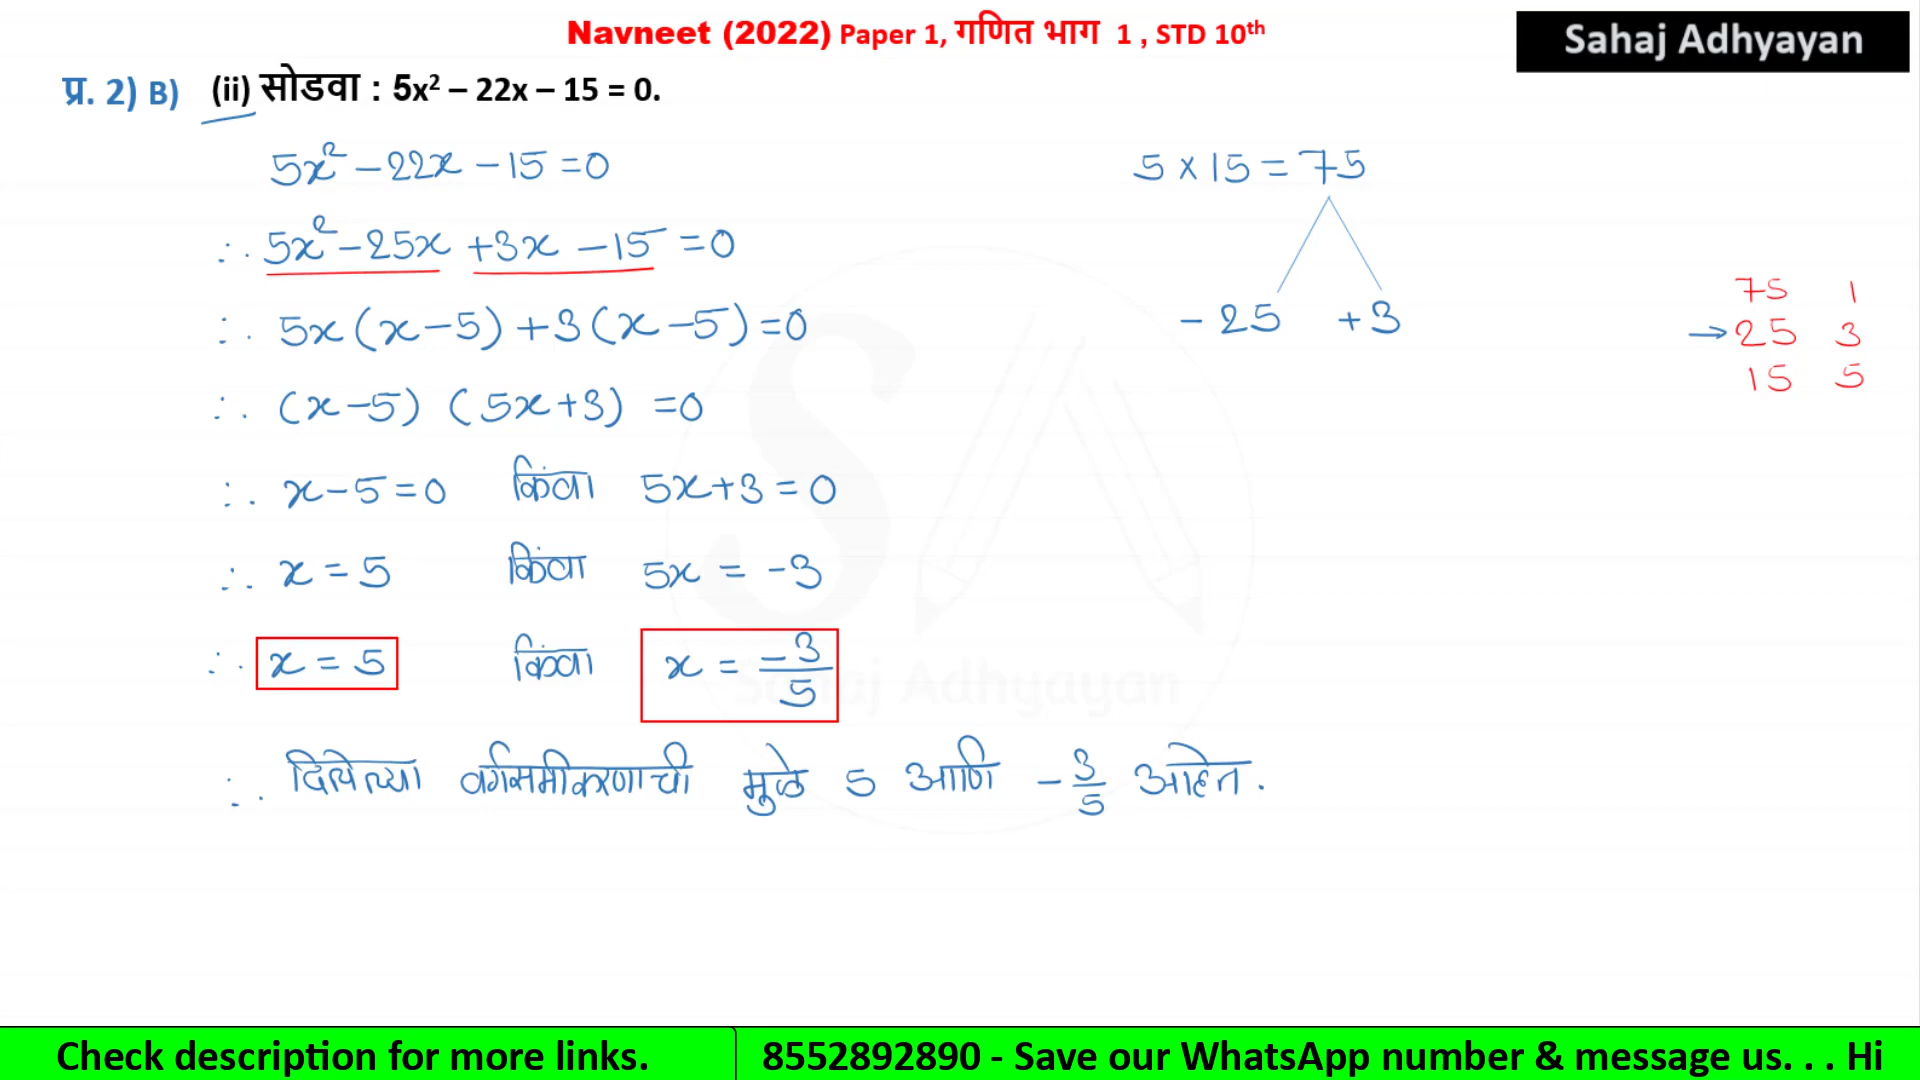 Navneet (2022) Paper 1, गणित भाग 1 , STD 10th
Sahaj Adhyayan
प्र. 2) B) (ii) सोडवा : 5x² – 22x – 15 = 0.
5x² – 22x – 15 = 0
∴ 5x² – 25x + 3x – 15 = 0
∴ 5x (x – 5) + 3 (x – 5) = 0
∴ (x – 5) (5x + 3) = 0
∴ x – 5 = 0 किंवा 5x + 3 = 0
∴ x = 5 किंवा 5x = –3
∴ x = 5 किंवा x = –3/5
∴ दिलेल्या वर्गसमीकरणाची मुळे 5 आणि –3/5 आहेत.
5 × 15 = 75
– 25 + 3
75 1
→ 25 3
15 5
Sahaj Adhyayan
Check description for more links.
8552892890 - Save our WhatsApp number & message us. . . Hi